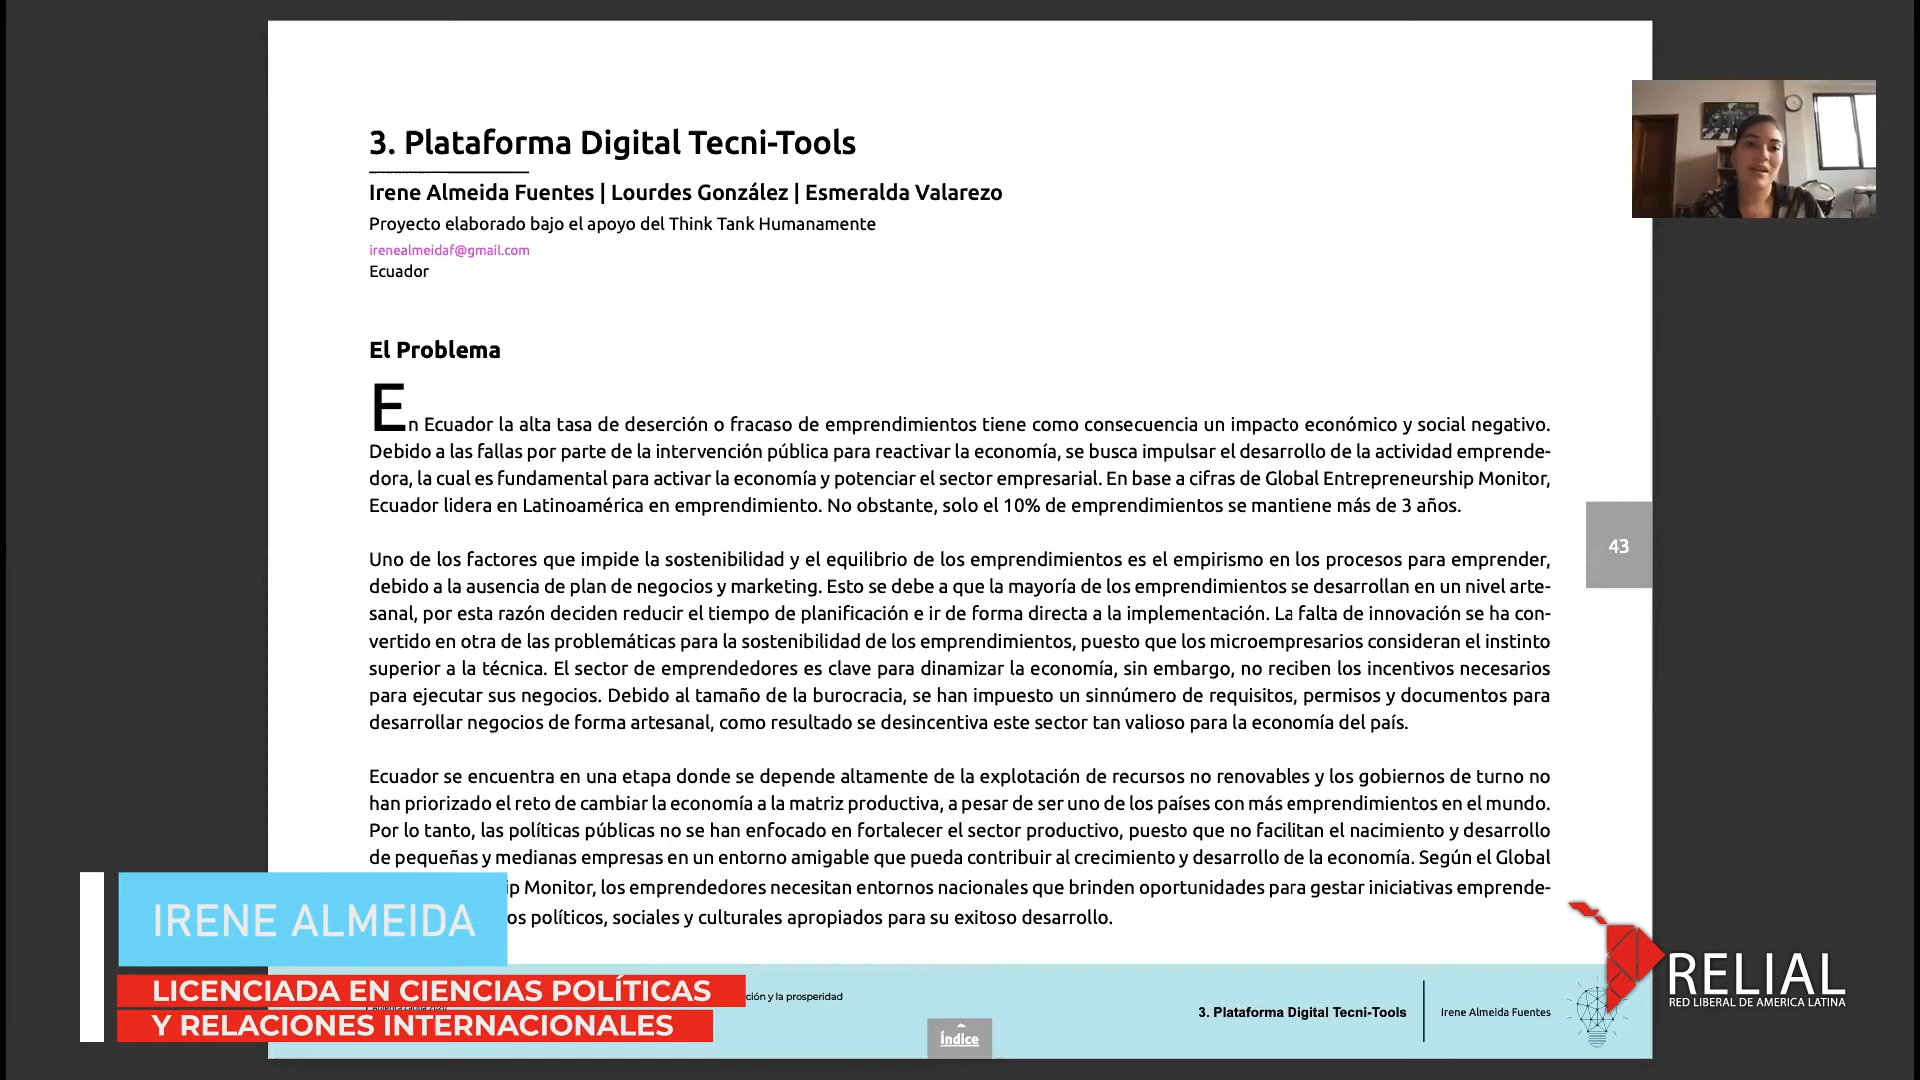 3. Plataforma Digital Tecni-Tools
Irene Almeida Fuentes | Lourdes González | Esmeralda Valarezo
Proyecto elaborado bajo el apoyo del Think Tank Humanamente
irenealmeidaf@gmail.com
Ecuador
El Problema
En Ecuador la alta tasa de deserción o fracaso de emprendimientos tiene como consecuencia un impacto económico y social negativo.
Debido a las fallas por parte de la intervención pública para reactivar la economía, se busca impulsar el desarrollo de la actividad emprende-
dora, la cual es fundamental para activar la economía y potenciar el sector empresarial. En base a cifras de Global Entrepreneurship Monitor,
Ecuador lidera en Latinoamérica en emprendimiento. No obstante, solo el 10% de emprendimientos se mantiene más de 3 años.
43
Uno de los factores que impide la sostenibilidad y el equilibrio de los emprendimientos es el empirismo en los procesos para emprender,
debido a la ausencia de plan de negocios y marketing. Esto se debe a que la mayoría de los emprendimientos se desarrollan en un nivel arte-
sanal, por esta razón deciden reducir el tiempo de planificación e ir de forma directa a la implementación. La falta de innovación se ha con-
vertido en otra de las problemáticas para la sostenibilidad de los emprendimientos, puesto que los microempresarios consideran el instinto
superior a la técnica. El sector de emprendedores es clave para dinamizar la economía, sin embargo, no reciben los incentivos necesarios
para ejecutar sus negocios. Debido al tamaño de la burocracia, se han impuesto un sinnúmero de requisitos, permisos y documentos para
desarrollar negocios de forma artesanal, como resultado se desincentiva este sector tan valioso para la economía del país.
Ecuador se encuentra en una etapa donde se depende altamente de la explotación de recursos no renovables y los gobiernos de turno no
han priorizado el reto de cambiar la economía a la matriz productiva, a pesar de ser uno de los países con más emprendimientos en el mundo.
Por lo tanto, las políticas públicas no se han enfocado en fortalecer el sector productivo, puesto que no facilitan el nacimiento y desarrollo
de pequeñas y medianas empresas en un entorno amigable que pueda contribuir al crecimiento y desarrollo de la economía. Según el Global
ip Monitor, los emprendedores necesitan entornos nacionales que brinden oportunidades para gestar iniciativas emprende-
os políticos, sociales y culturales apropiados para su exitoso desarrollo.
IRENE ALMEIDA
LICENCIADA EN CIENCIAS POLÍTICAS
Y RELACIONES INTERNACIONALES
ción y la prosperidad
Índice
3. Plataforma Digital Tecni-Tools
Irene Almeida Fuentes
RELIAL
RED LIBERAL DE AMERICA LATINA